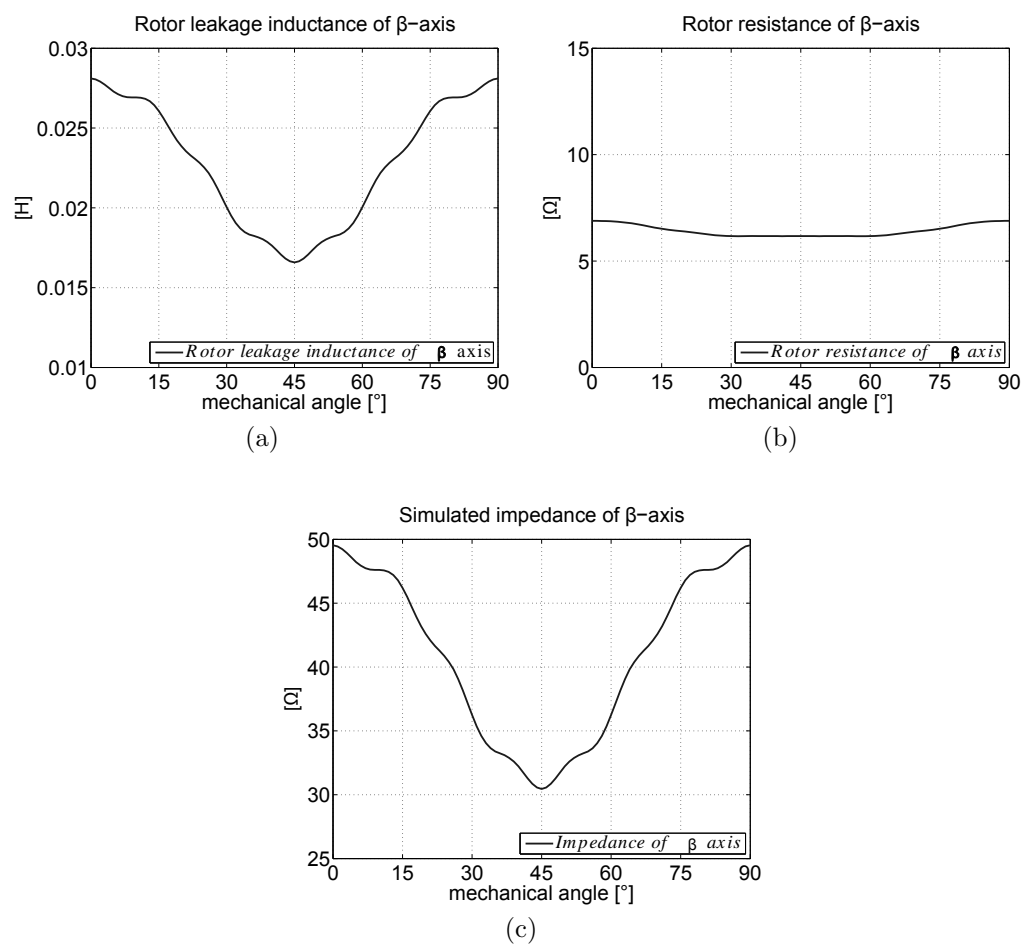 Rotor leakage inductance of β−axis
0.03
0.025
0.02
0.015
0.01
[H]
Rotor leakage inductance of β axis
0 15 30 45 60 75 90
mechanical angle [°]
(a)
Rotor resistance of β−axis
15
10
5
0
[Ω]
Rotor resistance of β axis
0 15 30 45 60 75 90
mechanical angle [°]
(b)
Simulated impedance of β−axis
50
45
40
35
30
25
[Ω]
Impedance of β axis
0 15 30 45 60 75 90
mechanical angle [°]
(c)